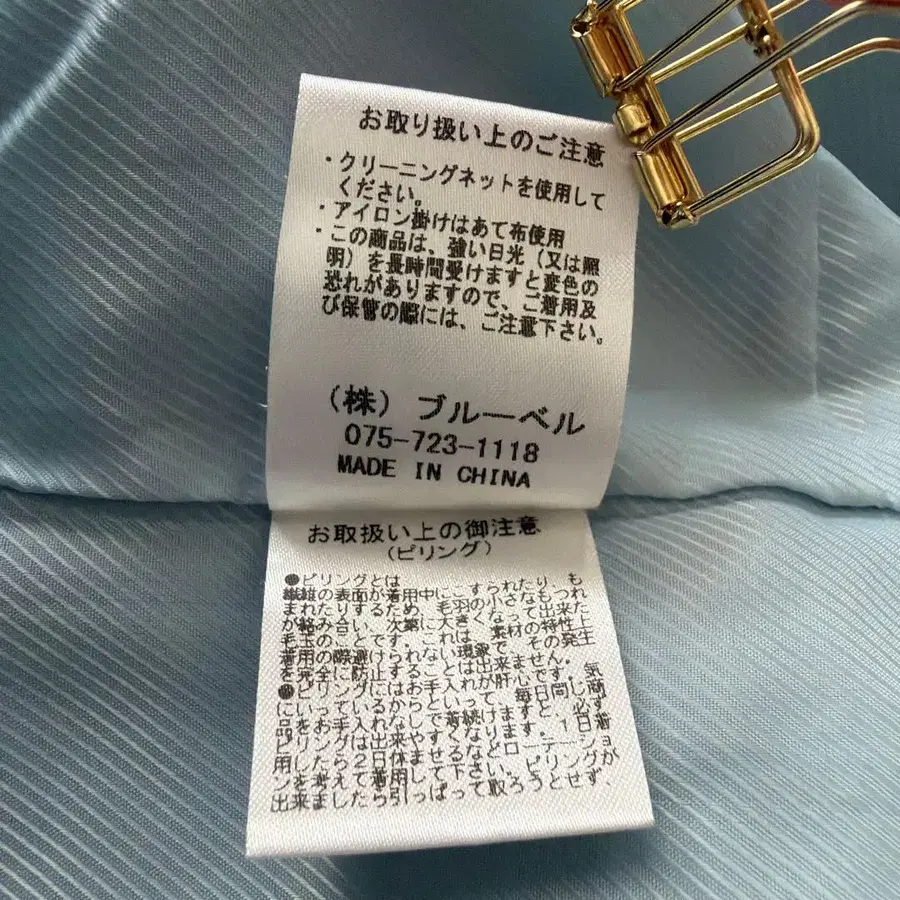 お取り扱い上のご注意
・クリーニングネットを使用して
ください。
・アイロン掛けはあて布使用
・この商品は、強い日光（又は照
明）を長時間受けますと変色の
恐れがありますので、ご着用及
び保管の際には、ご注意下さい。
（株）ブルーベル
075-723-1118
MADE IN CHINA
お取扱い上の御注意
（ピリング）
●ピリングとは
繊維の表面が着用中にこすられたり、も
まれたりするため、毛羽の小さなもつれ
が絡み合い、次第に大きくなって出来た
毛玉のことです。これは、素材の特性上
着用の際避けられない現象で、その発生
を完全に防止することは出来ません。
●ピリングにはお手入れが肝心です。気
にいっているからといって、毎日同じ商
品をお手入れなしで着続けますと、必ず
ピリングは出来やすくなります。1日着
用したら2日休ませるなどローテーショ
ンを考えて着用して下さい。ピリングが
出来ましたら引っぱって取ろうとせず、